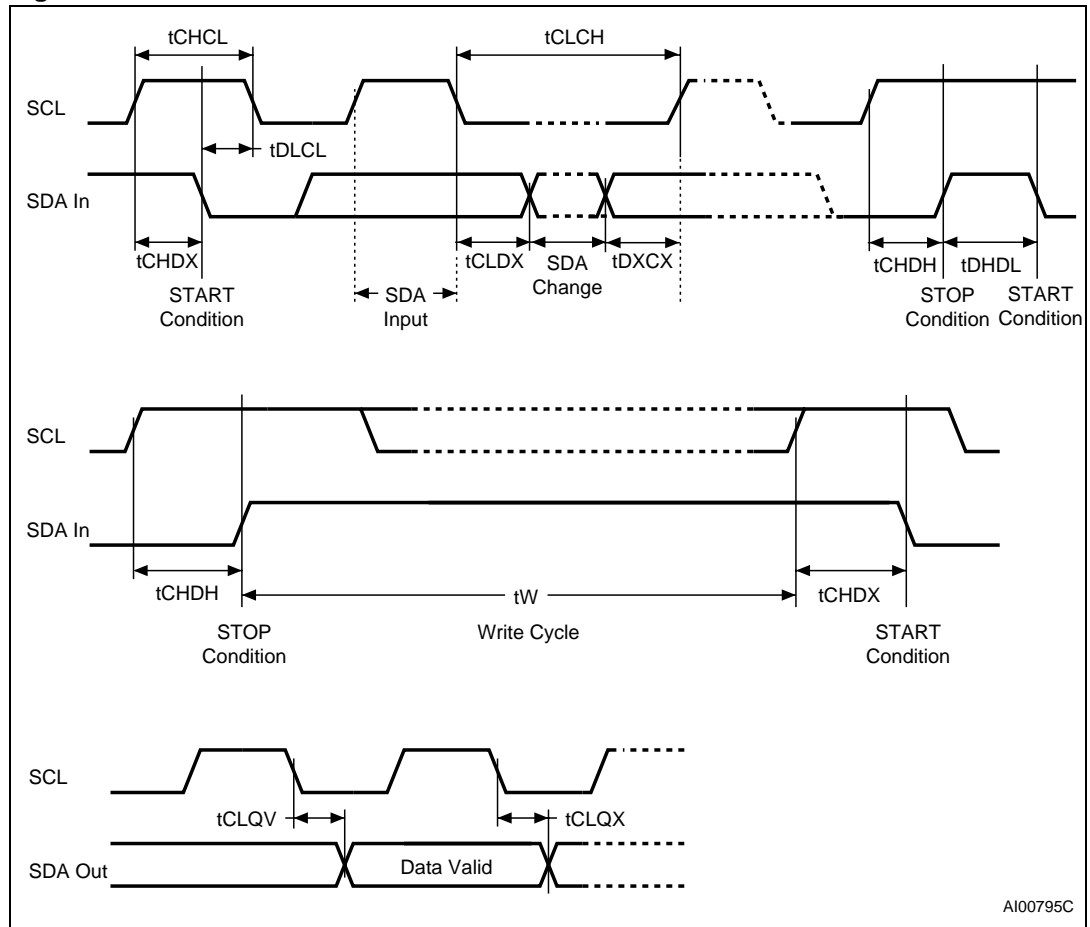 tCHCL
tCLCH
SCL
tDLCL
SDA In
tCHDX
tCLDX
SDA
Change
tDXCX
tCHDH
tDHDL
START
Condition
SDA
Input
STOP
Condition
START
Condition
SCL
SDA In
tCHDH
tW
tCHDX
STOP
Condition
Write Cycle
START
Condition
SCL
tCLQV
tCLQX
SDA Out
Data Valid
AI00795C